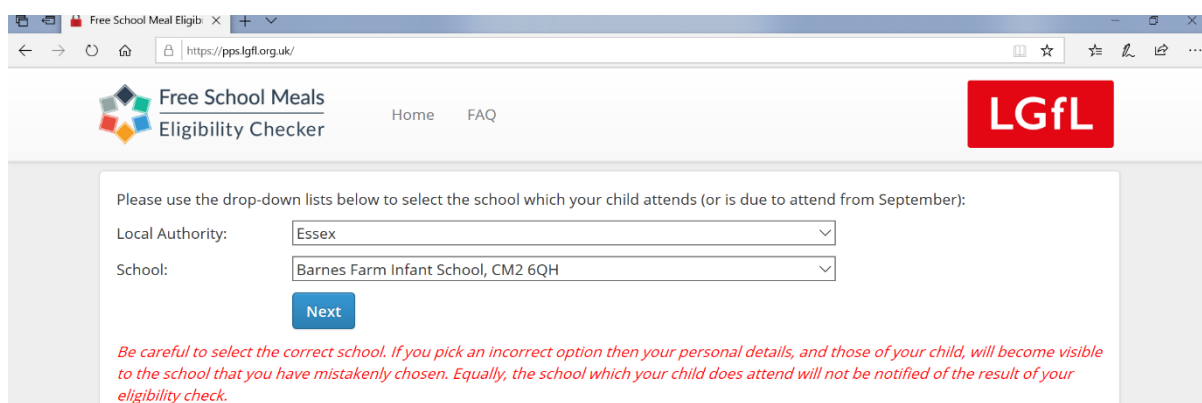 Free School Meal Eligibi
https://pps.lgfl.org.uk/
Free School Meals
Eligibility Checker
Home FAQ
LGfL
Please use the drop-down lists below to select the school which your child attends (or is due to attend from September):
Local Authority: Essex
School: Barnes Farm Infant School, CM2 6QH
Next
Be careful to select the correct school. If you pick an incorrect option then your personal details, and those of your child, will become visible
to the school that you have mistakenly chosen. Equally, the school which your child does attend will not be notified of the result of your
eligibility check.